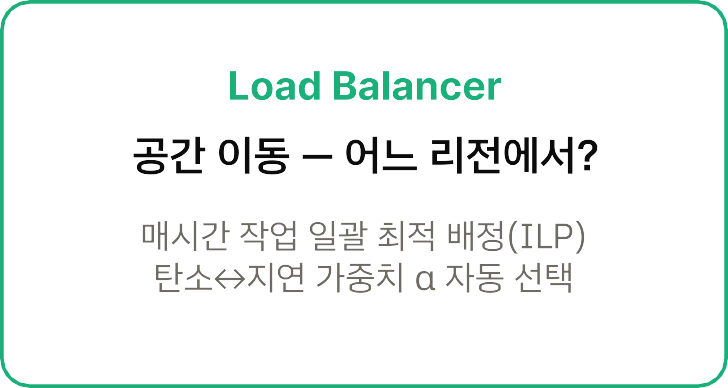 Load Balancer
공간 이동 — 어느 리전에서?
매시간 작업 일괄 최적 배정(ILP)
탄소↔지연 가중치 α 자동 선택